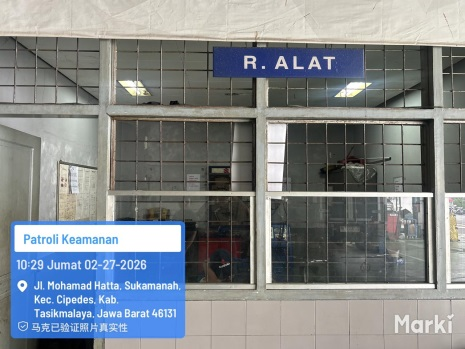 R. ALAT
Patroli Keamanan
10:29 Jumat 02-27-2026
Jl. Mohamad Hatta, Sukamanah,
Kec. Cipedes, Kab.
Tasikmalaya, Jawa Barat 46131
马克已验证照片真实性
Marki